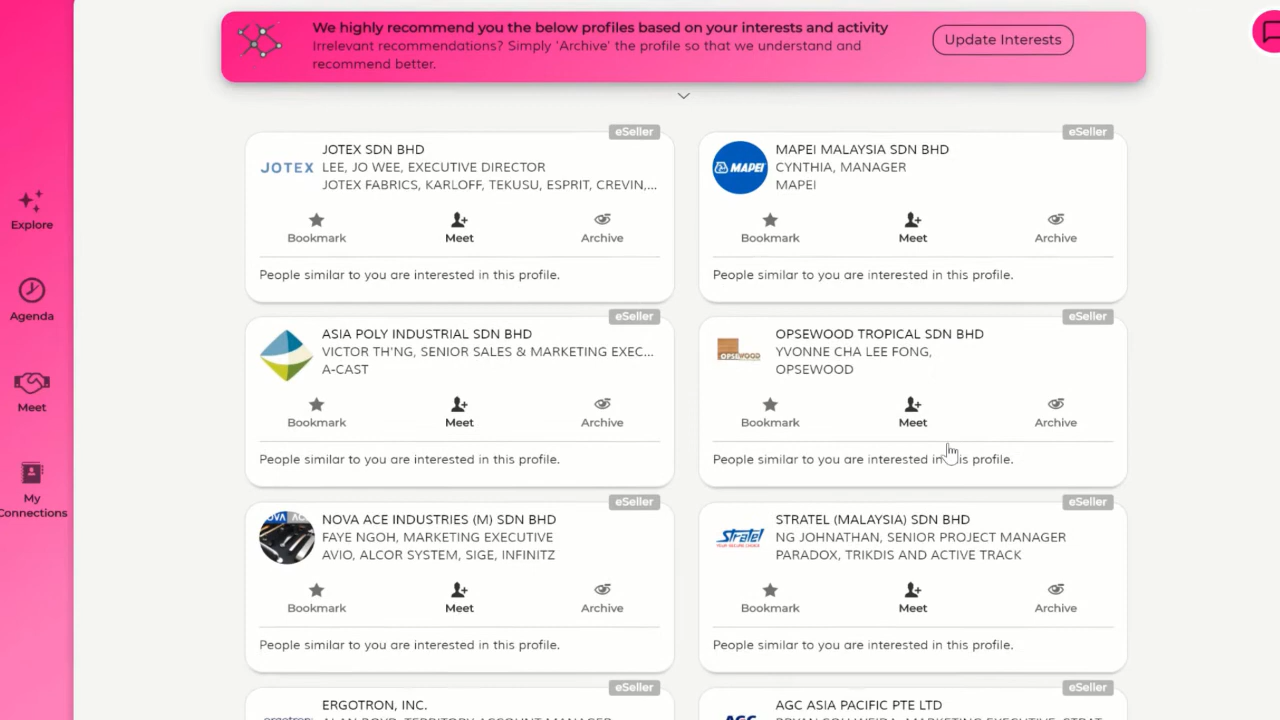 We highly recommend you the below profiles based on your interests and activity
Irrelevant recommendations? Simply 'Archive' the profile so that we understand and
recommend better.
Update Interests
Explore
Agenda
Meet
My
Connections
eSeller
JOTEX
JOTEX SDN BHD
LEE, JO WEE, EXECUTIVE DIRECTOR
JOTEX FABRICS, KARLOFF, TEKUSU, ESPRIT, CREVIN,...
Bookmark
Meet
Archive
People similar to you are interested in this profile.
eSeller
MAPEI
MAPEI MALAYSIA SDN BHD
CYNTHIA, MANAGER
MAPEI
Bookmark
Meet
Archive
People similar to you are interested in this profile.
eSeller
ASIA POLY INDUSTRIAL SDN BHD
VICTOR TH'NG, SENIOR SALES & MARKETING EXEC...
A-CAST
Bookmark
Meet
Archive
People similar to you are interested in this profile.
eSeller
OPSEWOOD
OPSEWOOD TROPICAL SDN BHD
YVONNE CHA LEE FONG,
OPSEWOOD
Bookmark
Meet
Archive
People similar to you are interested in this profile.
eSeller
NOVA ACE INDUSTRIES (M) SDN BHD
FAYE NGOH, MARKETING EXECUTIVE
AVIO, ALCOR SYSTEM, SIGE, INFINITZ
Bookmark
Meet
Archive
People similar to you are interested in this profile.
eSeller
Stratel
STRATEL (MALAYSIA) SDN BHD
NG JOHNATHAN, SENIOR PROJECT MANAGER
PARADOX, TRIKDIS AND ACTIVE TRACK
Bookmark
Meet
Archive
People similar to you are interested in this profile.
eSeller
ERGOTRON, INC.
eSeller
AGC
AGC ASIA PACIFIC PTE LTD